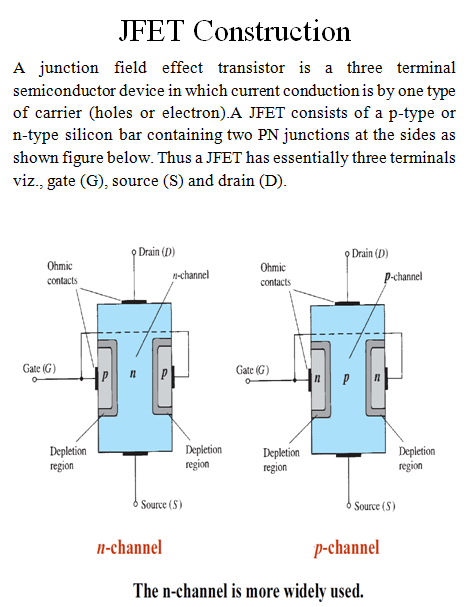 JFET Construction
A junction field effect transistor is a three terminal
semiconductor device in which current conduction is by one type
of carrier (holes or electron).A JFET consists of a p-type or
n-type silicon bar containing two PN junctions at the sides as
shown figure below. Thus a JFET has essentially three terminals
viz., gate (G), source (S) and drain (D).
Drain (D)
Ohmic
contacts
n-channel
Gate (G)
p
n
p
Depletion
region
Depletion
region
Source (S)
n-channel
Drain (D)
Ohmic
contacts
p-channel
Gate (G)
n
p
n
Depletion
region
Depletion
region
Source (S)
p-channel
The n-channel is more widely used.